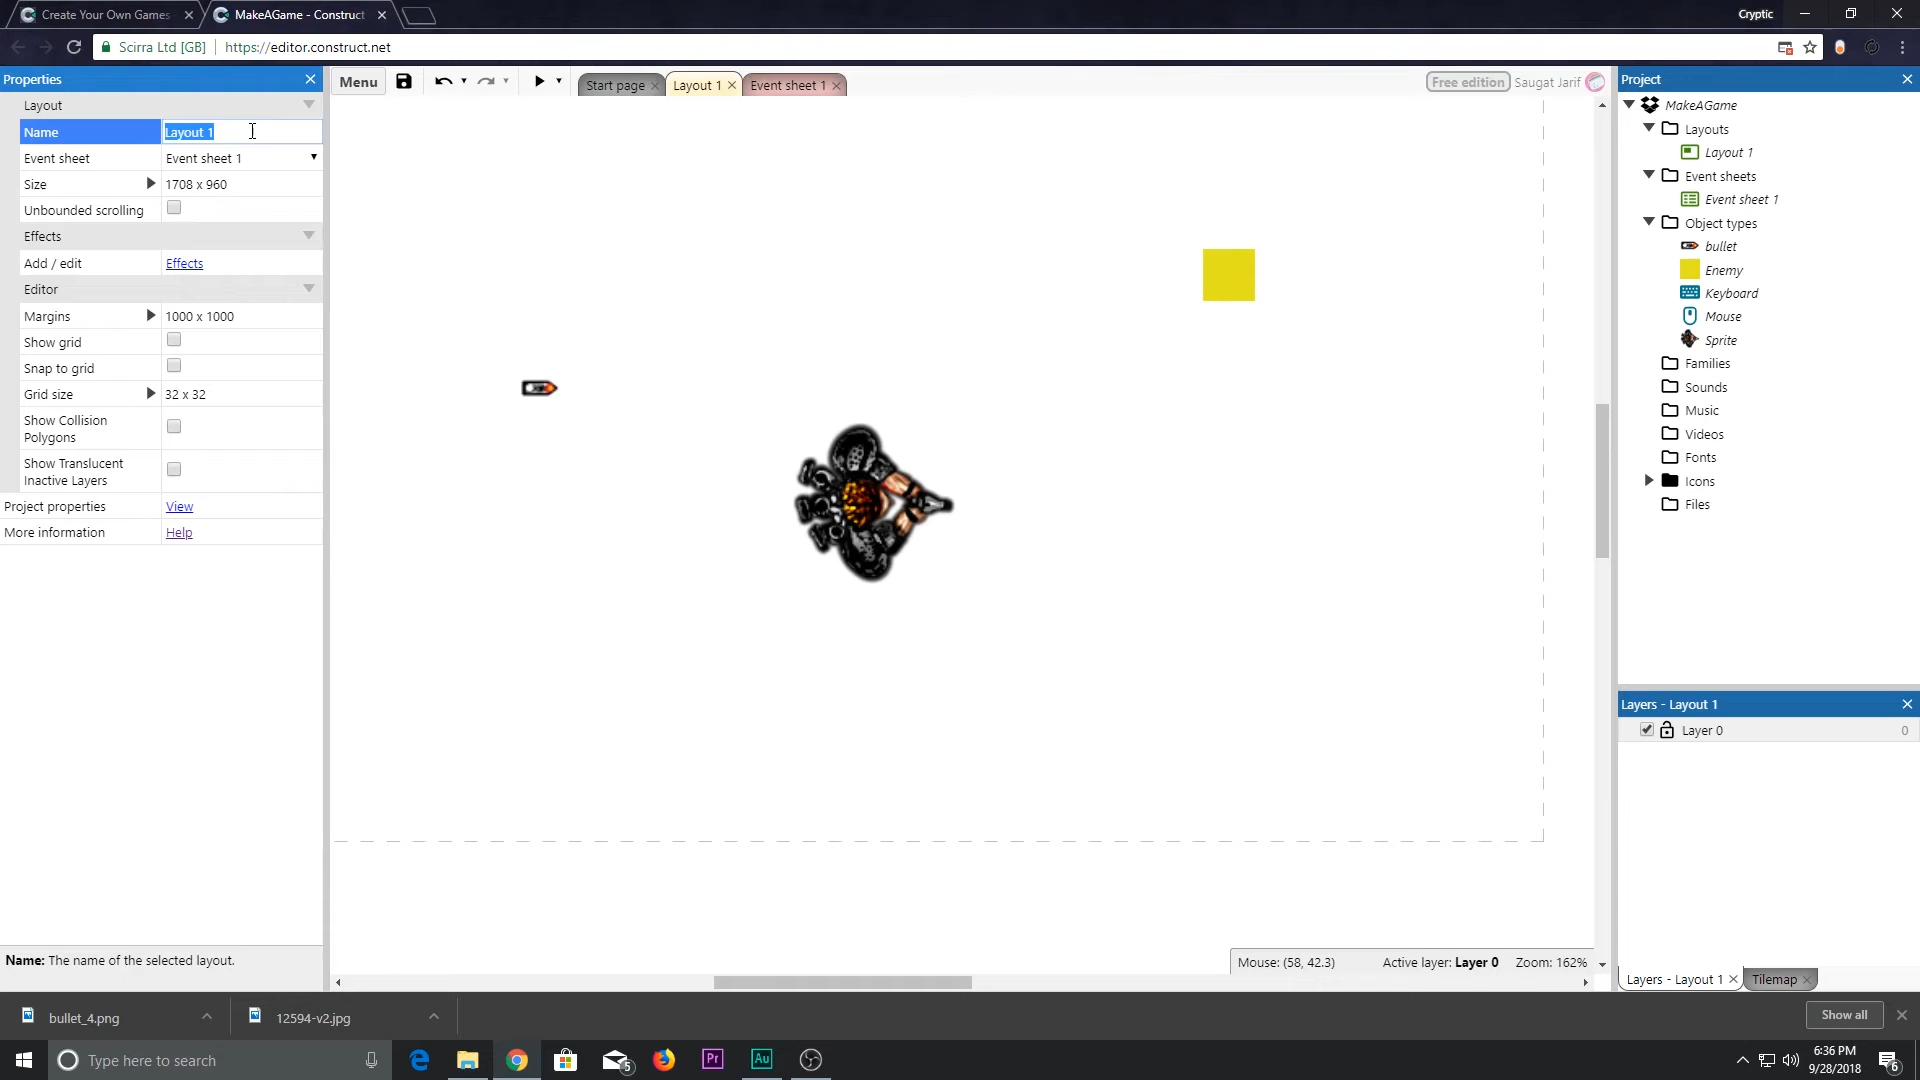 Create Your Own Games
MakeAGame - Construct
Cryptic
Scirra Ltd [GB]
https://editor.construct.net
Properties
Layout
Name
Layout 1
Event sheet
Event sheet 1
Size
1708 x 960
Unbounded scrolling
Effects
Add / edit
Effects
Editor
Margins
1000 x 1000
Show grid
Snap to grid
Grid size
32 x 32
Show Collision
Polygons
Show Translucent
Inactive Layers
Project properties
View
More information
Help
Name: The name of the selected layout.
Menu
Start page
Layout 1
Event sheet 1
Free edition
Saugat Jarif
Mouse: (58, 42.3)
Active layer: Layer 0
Zoom: 162%
Project
MakeAGame
Layouts
Layout 1
Event sheets
Event sheet 1
Object types
bullet
Enemy
Keyboard
Mouse
Sprite
Families
Sounds
Music
Videos
Fonts
Icons
Files
Layers - Layout 1
Layer 0
0
Layers - Layout 1
Tilemap
bullet_4.png
12594-v2.jpg
Show all
Type here to search
5
Pr
Au
6:36 PM
9/28/2018
6